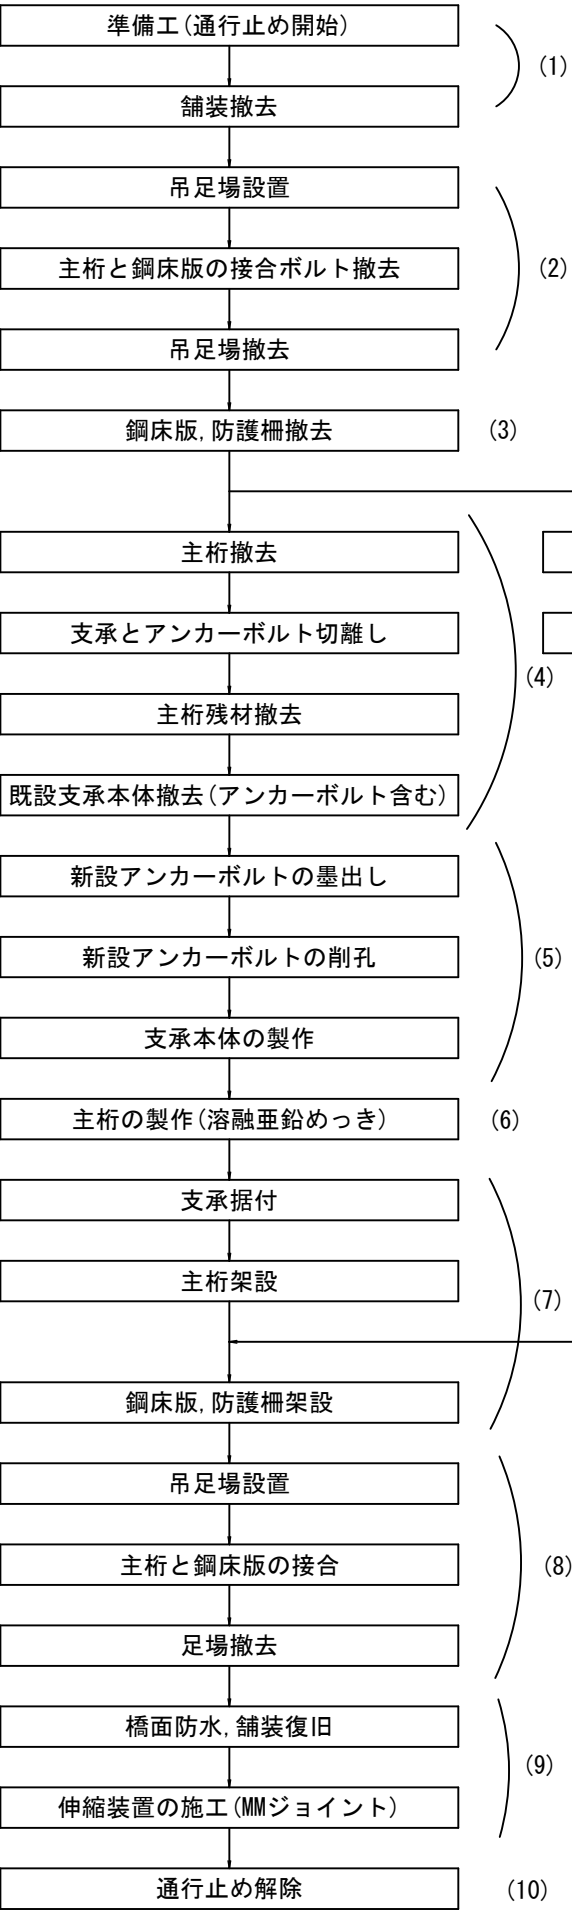 準備工(通行止め開始)
(1)
舗装撤去
吊足場設置
主桁と鋼床版の接合ボルト撤去
(2)
吊足場撤去
鋼床版,防護柵撤去
(3)
主桁撤去
支承とアンカーボルト切離し
(4)
主桁残材撤去
既設支承本体撤去(アンカーボルト含む)
新設アンカーボルトの墨出し
新設アンカーボルトの削孔
(5)
支承本体の製作
主桁の製作(溶融亜鉛めっき)
(6)
支承据付
主桁架設
(7)
鋼床版,防護柵架設
吊足場設置
主桁と鋼床版の接合
(8)
足場撤去
橋面防水,舗装復旧
(9)
伸縮装置の施工(MMジョイント)
通行止め解除
(10)